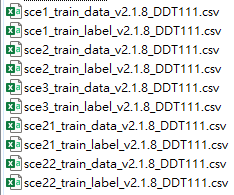 sce1_train_data_v2.1.8_DDT111.csv
sce1_train_label_v2.1.8_DDT111.csv
sce2_train_data_v2.1.8_DDT111.csv
sce2_train_label_v2.1.8_DDT111.csv
sce3_train_data_v2.1.8_DDT111.csv
sce3_train_label_v2.1.8_DDT111.csv
sce21_train_data_v2.1.8_DDT111.csv
sce21_train_label_v2.1.8_DDT111.csv
sce22_train_data_v2.1.8_DDT111.csv
sce22_train_label_v2.1.8_DDT111.csv